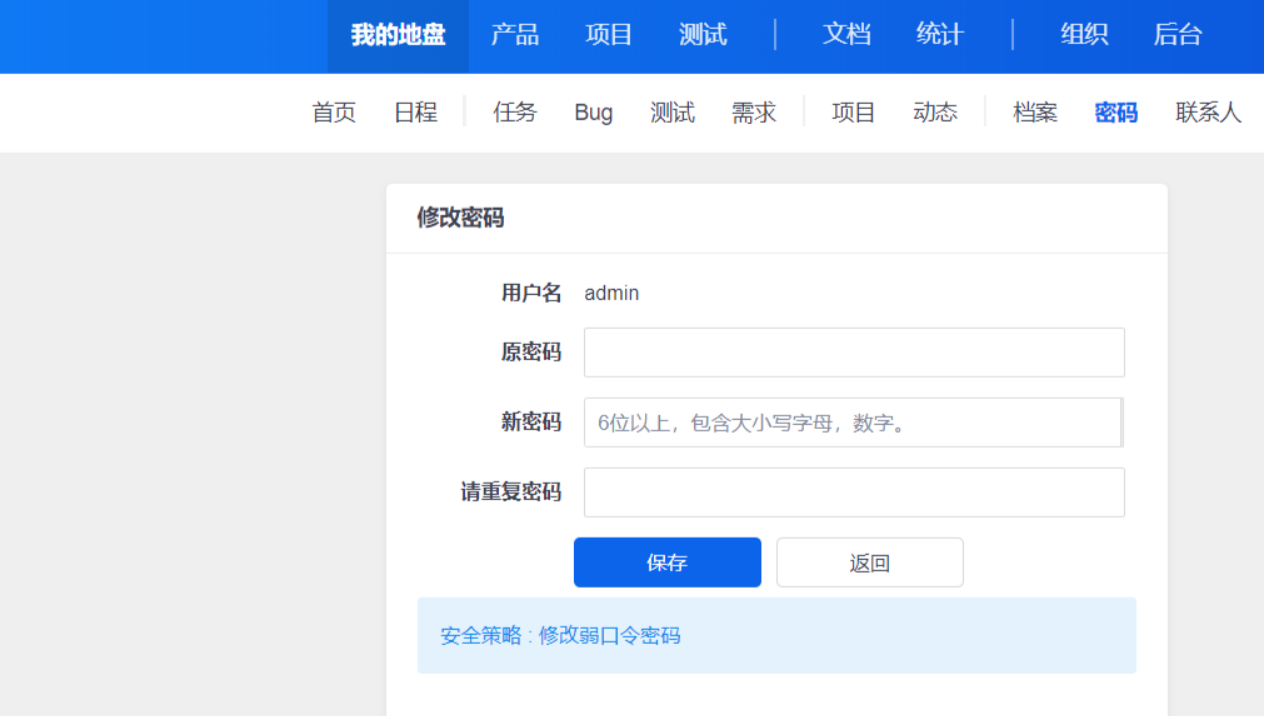 我的地盘 产品 项目 测试 | 文档 统计 | 组织 后台
首页 日程 任务 Bug 测试 需求 项目 动态 档案 密码 联系人
修改密码
用户名 admin
原密码
新密码 6位以上，包含大小写字母，数字。
请重复密码
保存 返回
安全策略 : 修改弱口令密码